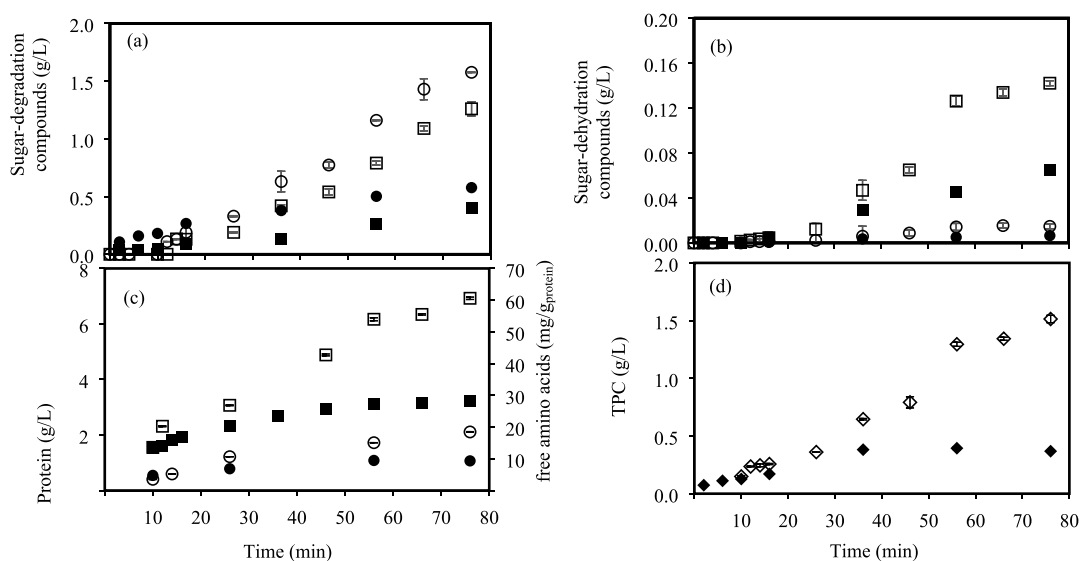 Sugar-degradation
compounds (g/L)
2.0
1.5
1.0
0.5
0.0
(a)
Sugar-dehydration
compounds (g/L)
0.20
0.16
0.12
0.08
0.04
0.00
(b)
Protein (g/L)
8
6
4
2
(c)
70
60
50
40
30
20
10
free amino acids (mg/gprotein)
10 20 30 40 50 60 70 80
Time (min)
TPC (g/L)
2.0
1.5
1.0
0.5
0.0
(d)
0 10 20 30 40 50 60 70 80
Time (min)